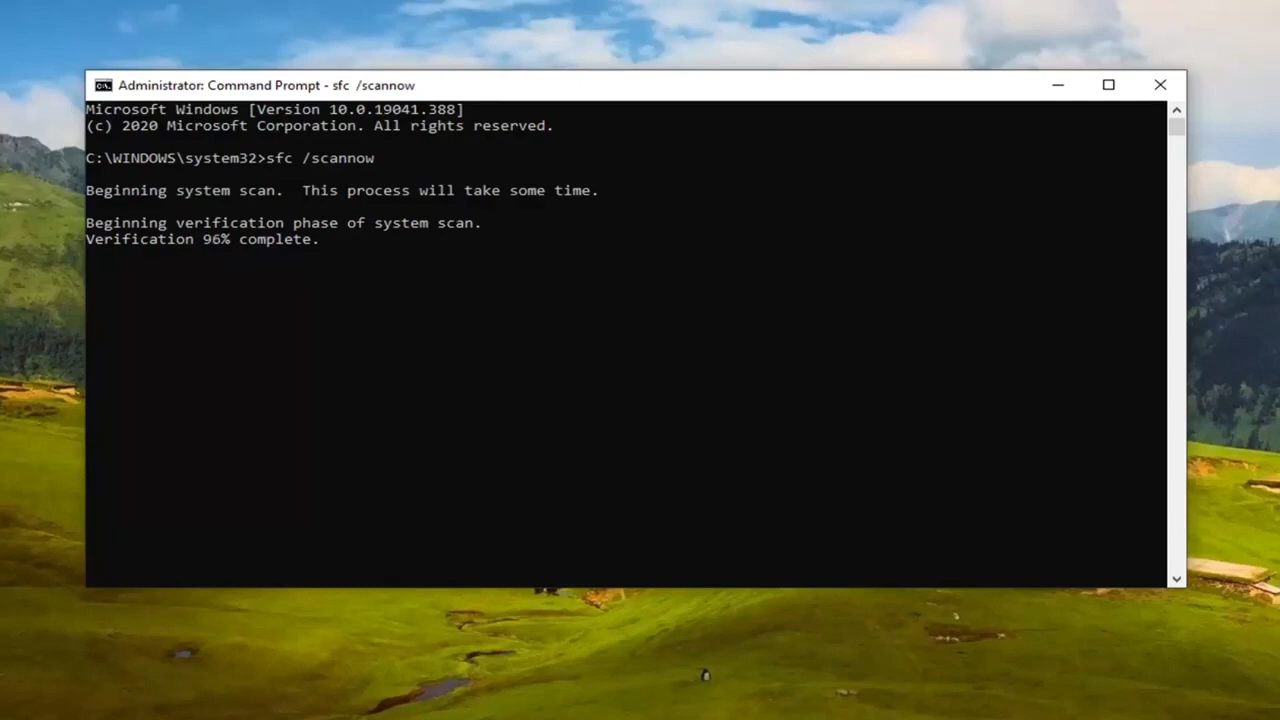 Administrator: Command Prompt - sfc  /scannow
Microsoft Windows [Version 10.0.19041.388]
(c) 2020 Microsoft Corporation. All rights reserved.
C:\WINDOWS\system32>sfc /scannow
Beginning system scan.  This process will take some time.
Beginning verification phase of system scan.
Verification 96% complete.